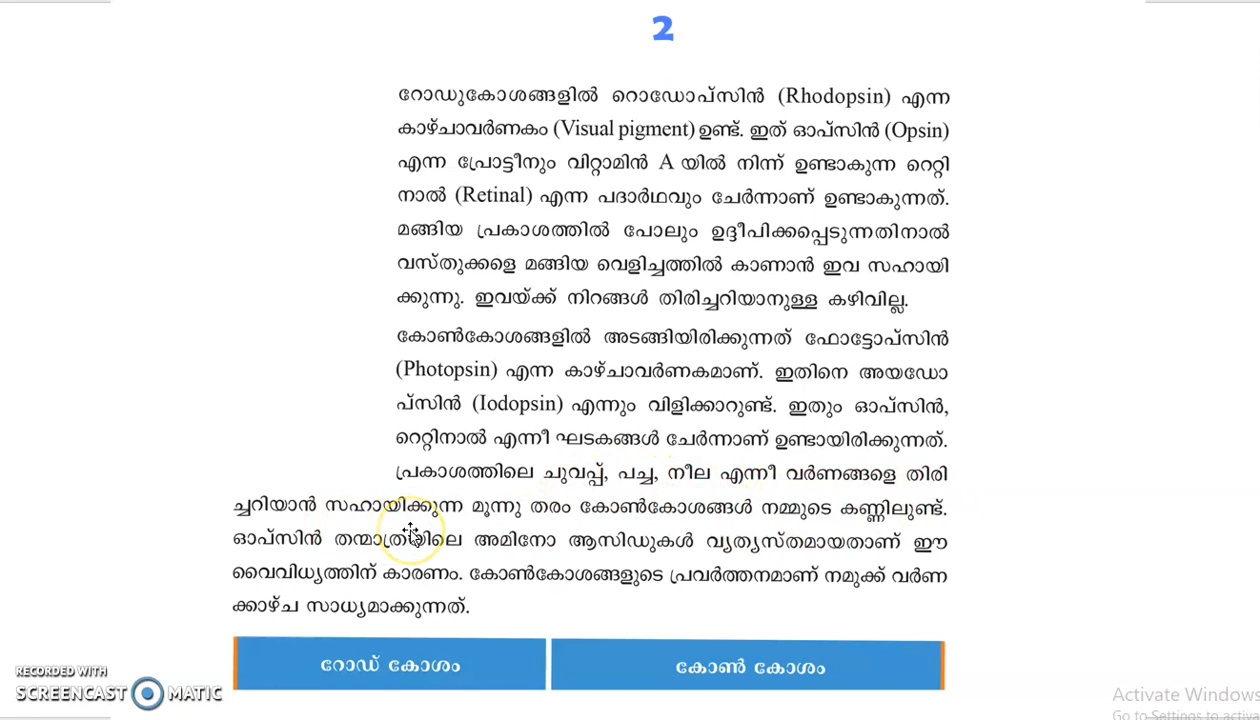 2
റോഡുകോശങ്ങളിൽ റൊഡോപ്സിൻ (Rhodopsin) എന്ന
കാഴ്ചാവർണകം (Visual pigment) ഉണ്ട്. ഇത് ഓപ്സിൻ (Opsin)
എന്ന പ്രോട്ടീനും വിറ്റാമിൻ A യിൽ നിന്ന് ഉണ്ടാകുന്ന റെറ്റി
നാൽ (Retinal) എന്ന പദാർഥവും ചേർന്നാണ് ഉണ്ടാകുന്നത്.
മങ്ങിയ പ്രകാശത്തിൽ പോലും ഉദ്ദീപിക്കപ്പെടുന്നതിനാൽ
വസ്തുക്കളെ മങ്ങിയ വെളിച്ചത്തിൽ കാണാൻ ഇവ സഹായി
ക്കുന്നു. ഇവയ്ക്ക് നിറങ്ങൾ തിരിച്ചറിയാനുള്ള കഴിവില്ല.
കോൺകോശങ്ങളിൽ അടങ്ങിയിരിക്കുന്നത് ഫോട്ടോപ്സിൻ
(Photopsin) എന്ന കാഴ്ചാവർണകമാണ്. ഇതിനെ അയഡോ
പ്സിൻ (Iodopsin) എന്നും വിളിക്കാറുണ്ട്. ഇതും ഓപ്സിൻ,
റെറ്റിനാൽ എന്നീ ഘടകങ്ങൾ ചേർന്നാണ് ഉണ്ടായിരിക്കുന്നത്.
പ്രകാശത്തിലെ ചുവപ്പ്, പച്ച, നീല എന്നീ വർണങ്ങളെ തിരി
ച്ചറിയാൻ സഹായിക്കുന്ന മൂന്നു തരം കോൺകോശങ്ങൾ നമ്മുടെ കണ്ണിലുണ്ട്.
ഓപ്സിൻ തന്മാത്രയിലെ അമിനോ ആസിഡുകൾ വ്യത്യസ്തമായതാണ് ഈ
വൈവിധ്യത്തിന് കാരണം. കോൺകോശങ്ങളുടെ പ്രവർത്തനമാണ് നമുക്ക് വർണ
ക്കാഴ്ച സാധ്യമാക്കുന്നത്.
റോഡ് കോശം
കോൺ കോശം
RECORDED WITH
SCREENCAST MATIC
Activate Windows
Go to Settings to activa